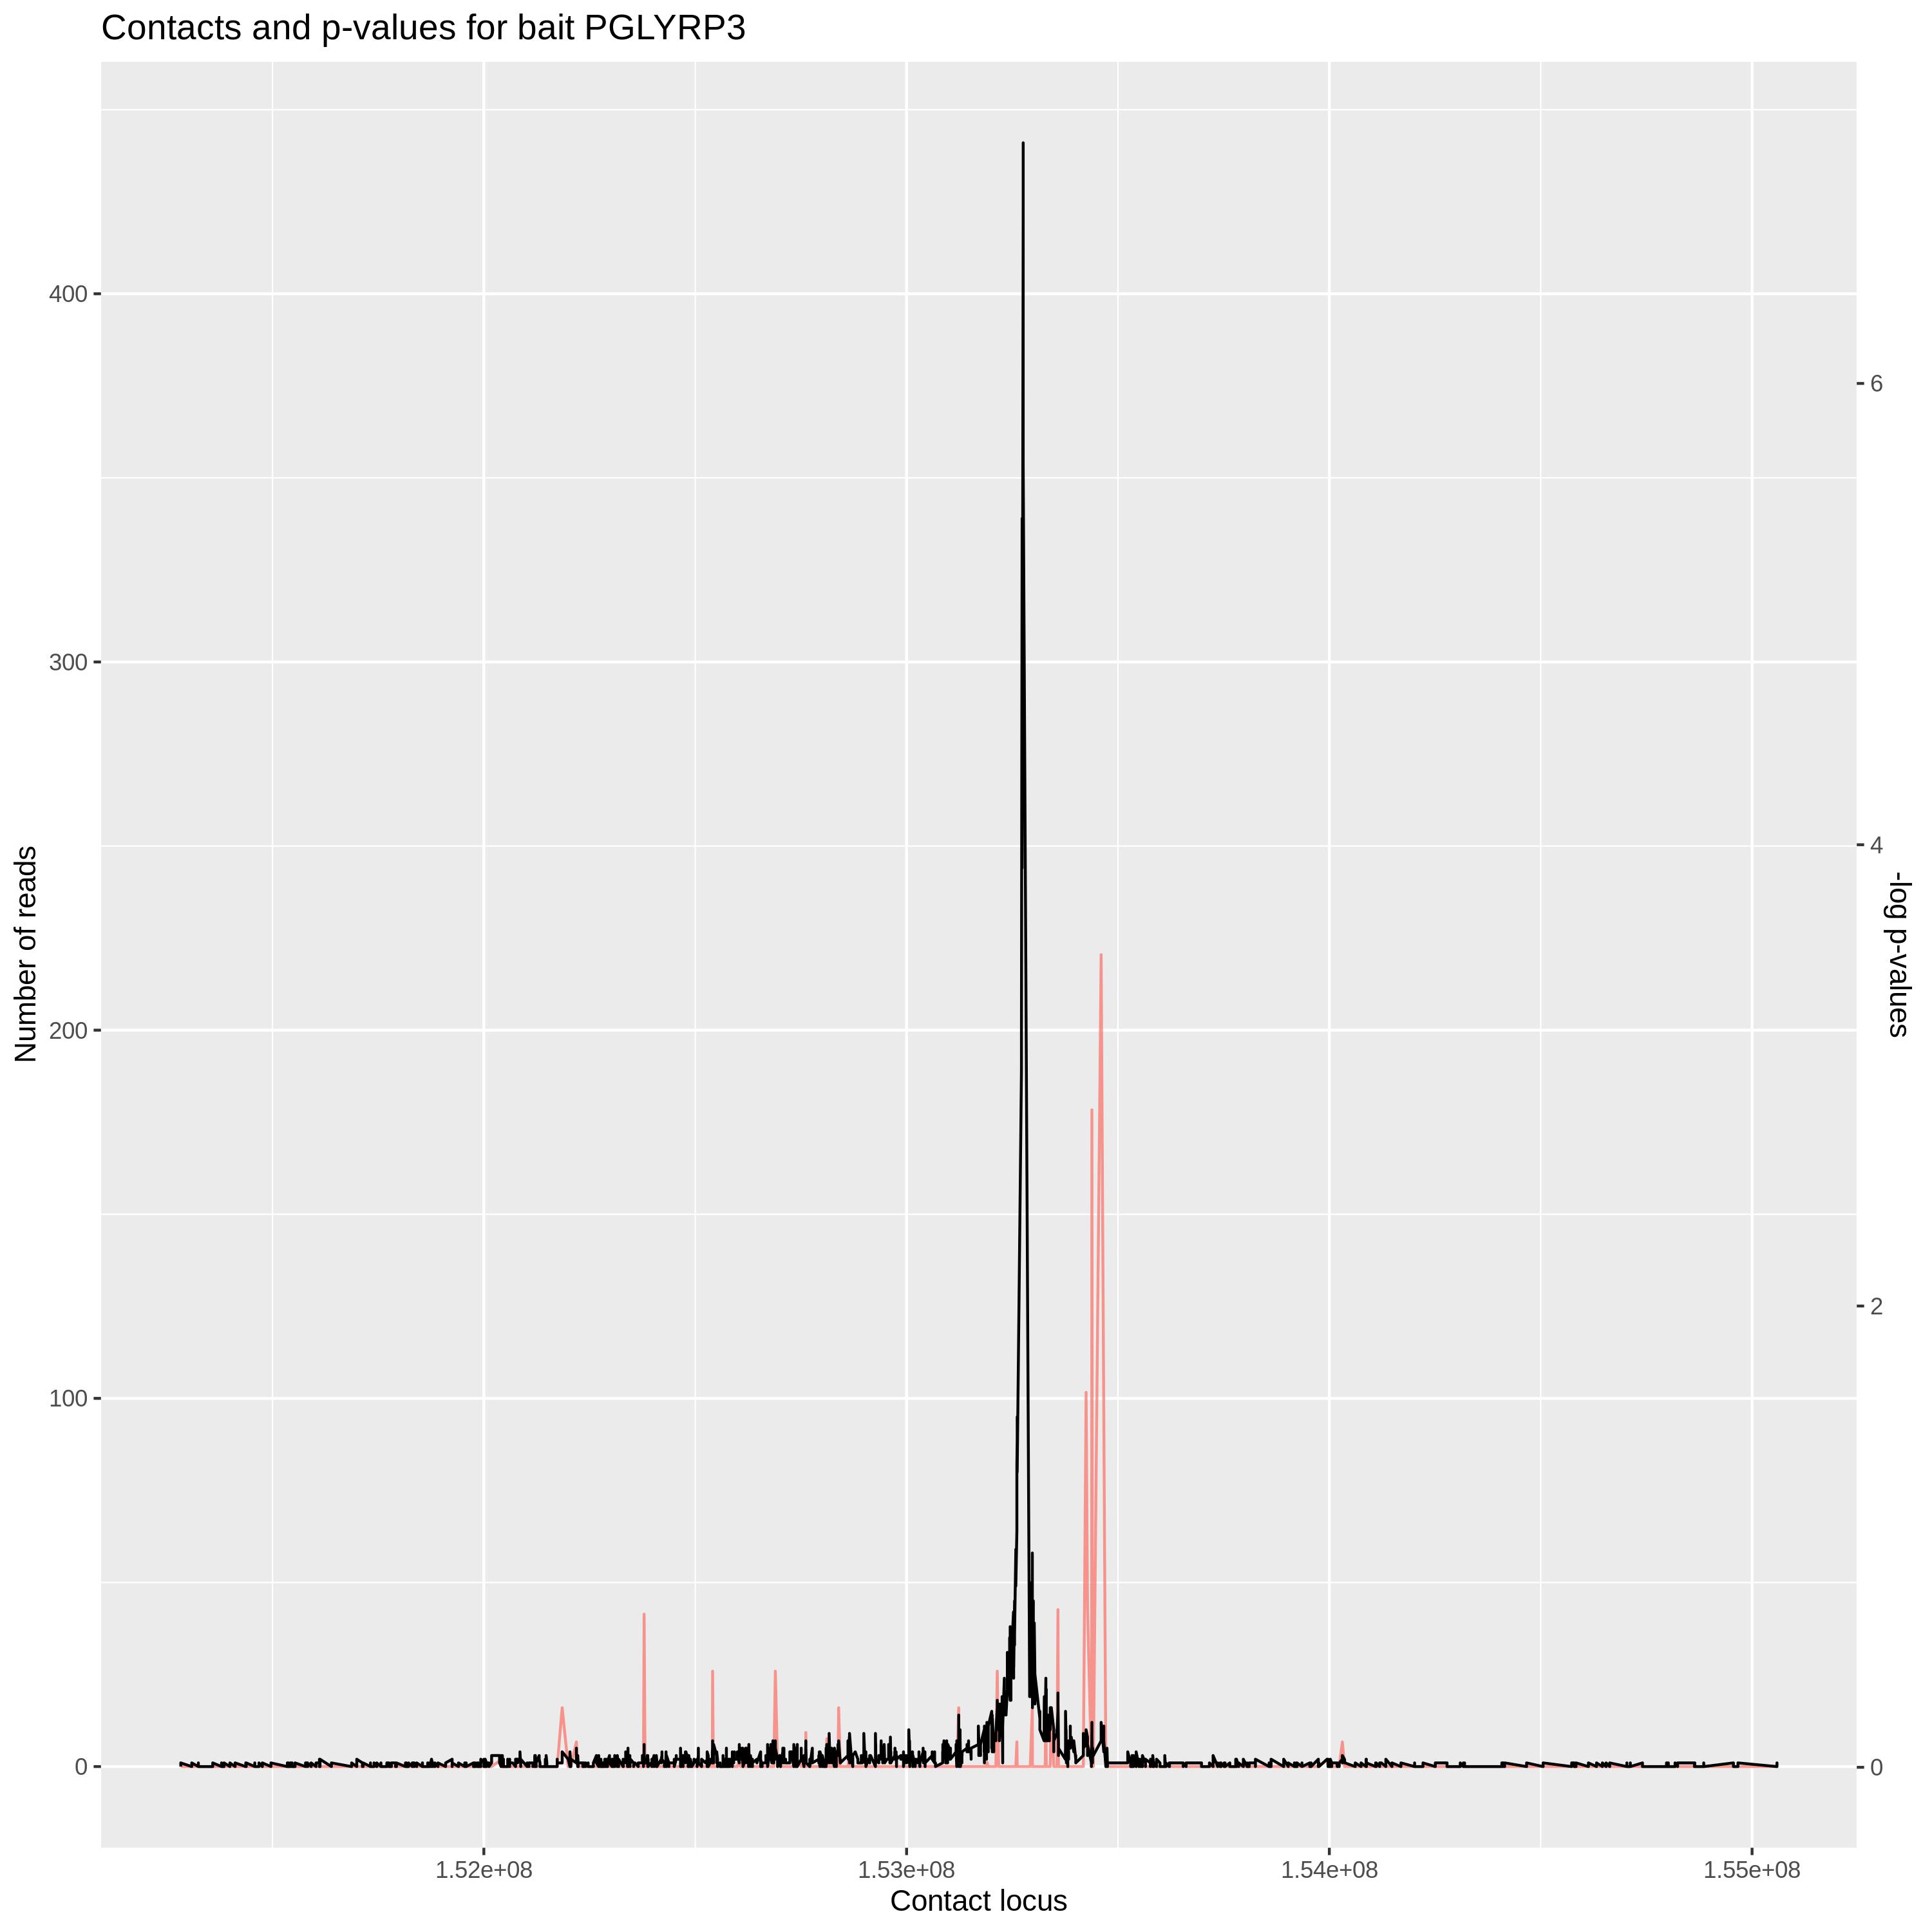 Contacts and p-values for bait PGLYRP3
Number of reads
400
300
200
100
0
6
4
2
0
-log p-values
1.52e+08 1.53e+08 1.54e+08 1.55e+08
Contact locus